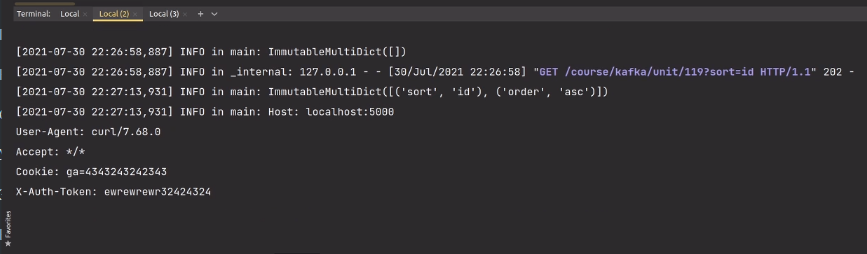 Terminal: Local × Local (2) × Local (3) × +
[2021-07-30 22:26:58,887] INFO in main: ImmutableMultiDict([])
[2021-07-30 22:26:58,887] INFO in _internal: 127.0.0.1 - - [30/Jul/2021 22:26:58] "GET /course/kafka/unit/119?sort=id HTTP/1.1" 202 -
[2021-07-30 22:27:13,931] INFO in main: ImmutableMultiDict([('sort', 'id'), ('order', 'asc')])
[2021-07-30 22:27:13,931] INFO in main: Host: localhost:5000
User-Agent: curl/7.68.0
Accept: */*
Cookie: ga=4343243242343
X-Auth-Token: ewrewrewr32424324
Favorites